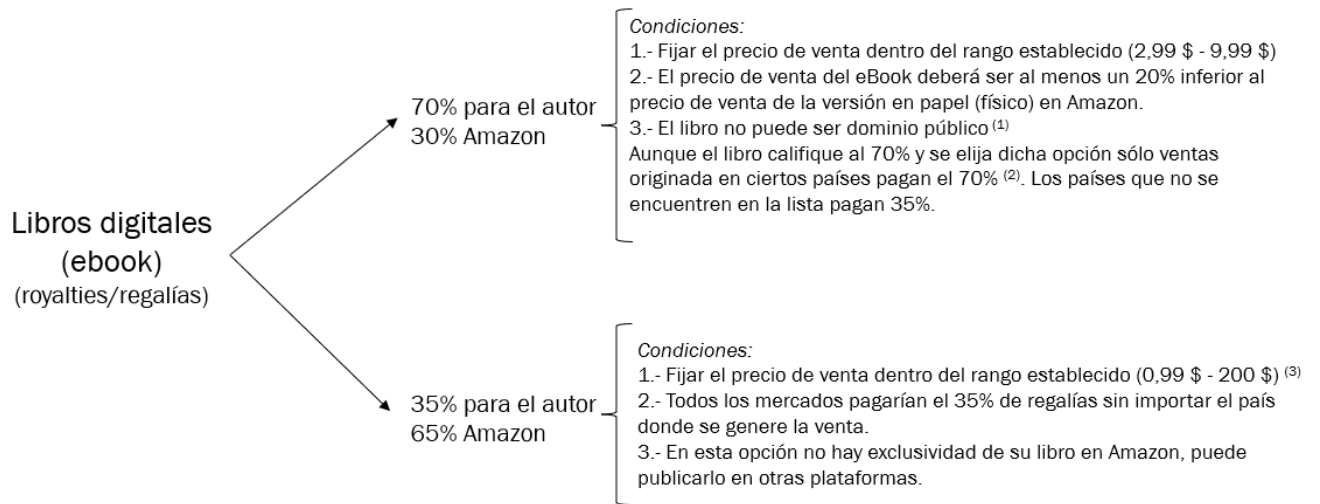 Libros digitales
(ebook)
(royalties/regalías)
70% para el autor
30% Amazon
Condiciones:
1.- Fijar el precio de venta dentro del rango establecido (2,99 $ - 9,99 $)
2.- El precio de venta del eBook deberá ser al menos un 20% inferior al
precio de venta de la versión en papel (físico) en Amazon.
3.- El libro no puede ser dominio público (1)
Aunque el libro califique al 70% y se elija dicha opción sólo ventas
originada en ciertos países pagan el 70% (2). Los países que no se
encuentren en la lista pagan 35%.
35% para el autor
65% Amazon
Condiciones:
1.- Fijar el precio de venta dentro del rango establecido (0,99 $ - 200 $) (3)
2.- Todos los mercados pagarían el 35% de regalías sin importar el país
donde se genere la venta.
3.- En esta opción no hay exclusividad de su libro en Amazon, puede
publicarlo en otras plataformas.